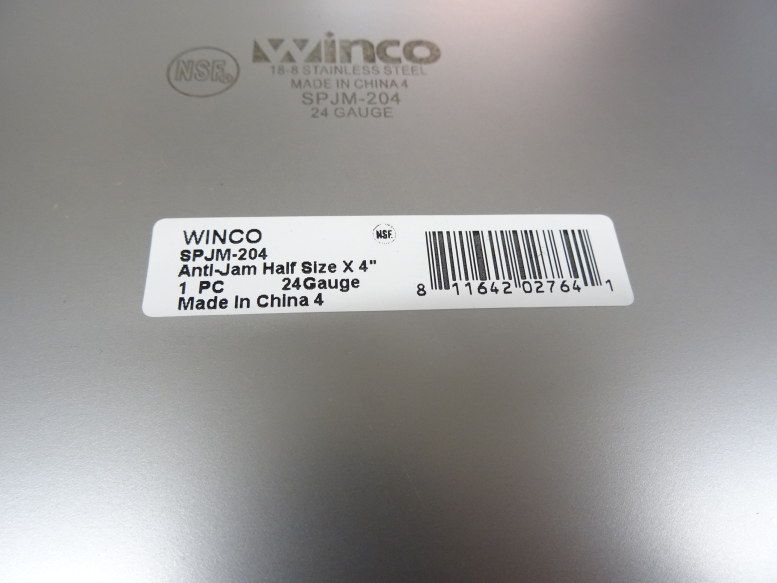 NSF®
Winco
18-8 STAINLESS STEEL
MADE IN CHINA 4
SPJM-204
24 GAUGE
WINCO
NSF
SPJM-204
Anti-Jam Half Size X 4"
1 PC 24Gauge
Made In China 4
8 11642 02764 1